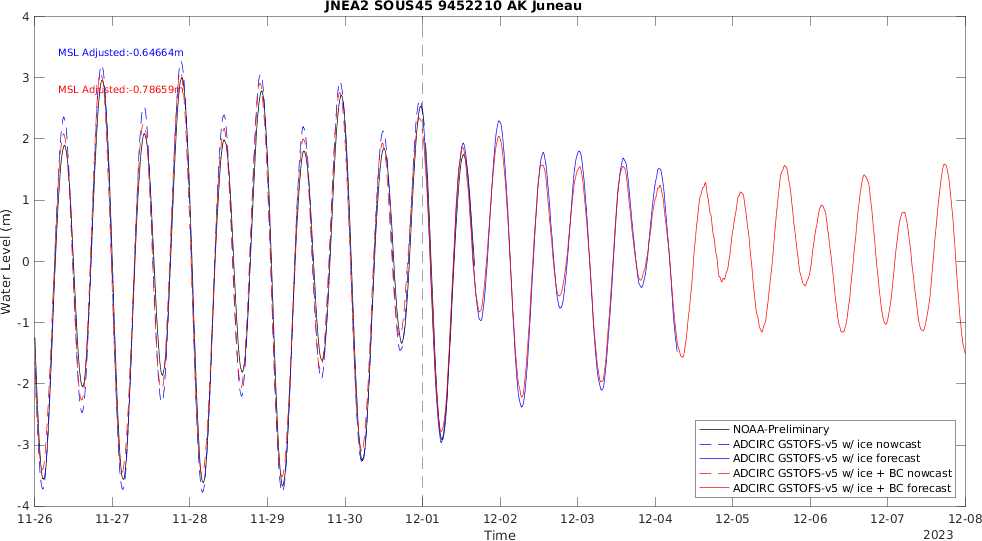 JNEA2 SOUS45 9452210 AK Juneau
MSL Adjusted:-0.64664m
MSL Adjusted:-0.78659m
4
3
2
1
0
-1
-2
-3
-4
Water Level (m)
NOAA-Preliminary
ADCIRC GSTOFS-v5 w/ ice nowcast
ADCIRC GSTOFS-v5 w/ ice forecast
ADCIRC GSTOFS-v5 w/ ice + BC nowcast
ADCIRC GSTOFS-v5 w/ ice + BC forecast
11-26 11-27 11-28 11-29 11-30 12-01 12-02 12-03 12-04 12-05 12-06 12-07 12-08
Time
2023